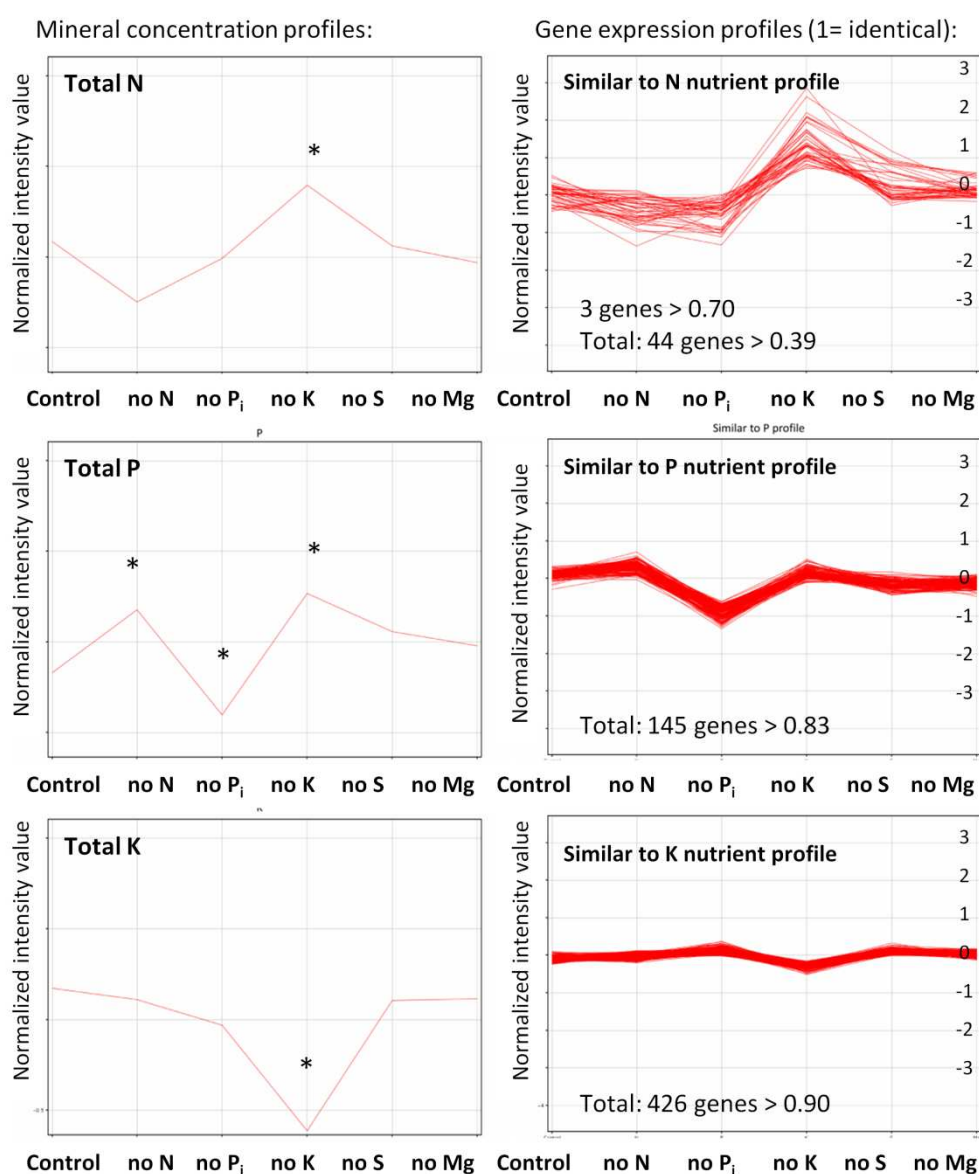 Mineral concentration profiles:
Gene expression profiles (1= identical):
Normalized intensity value
Total N
*
Control no N no Pi no K no S no Mg
Normalized intensity value
Similar to N nutrient profile
3
2
1
0
-1
-2
-3
3 genes > 0.70
Total: 44 genes > 0.39
Control no N no Pi no K no S no Mg
P
Normalized intensity value
Total P
*
*
*
Control no N no Pi no K no S no Mg
Similar to P profile
Normalized intensity value
Similar to P nutrient profile
3
2
1
0
-1
-2
-3
Total: 145 genes > 0.83
Control no N no Pi no K no S no Mg
Normalized intensity value
Total K
*
Control no N no Pi no K no S no Mg
Normalized intensity value
Similar to K nutrient profile
3
2
1
0
-1
-2
-3
Total: 426 genes > 0.90
Control no N no Pi no K no S no Mg